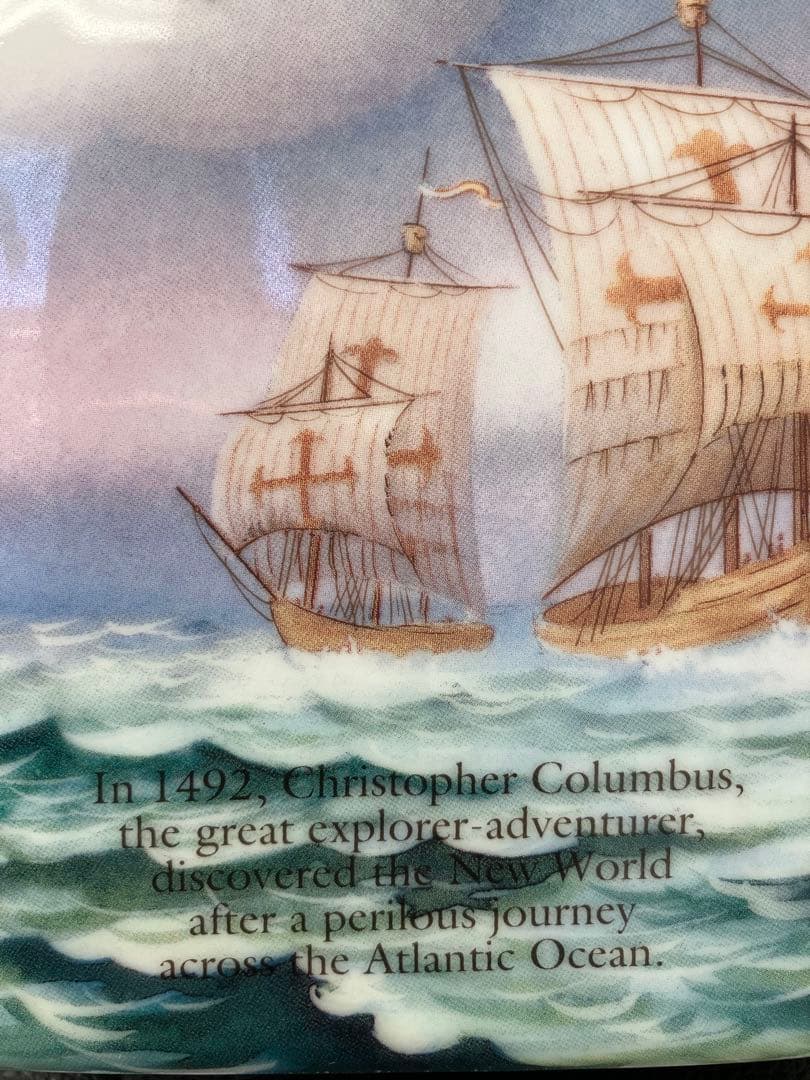 In 1492, Christopher Columbus,
the great explorer-adventurer,
discovered the New World
after a perilous journey
across the Atlantic Ocean.